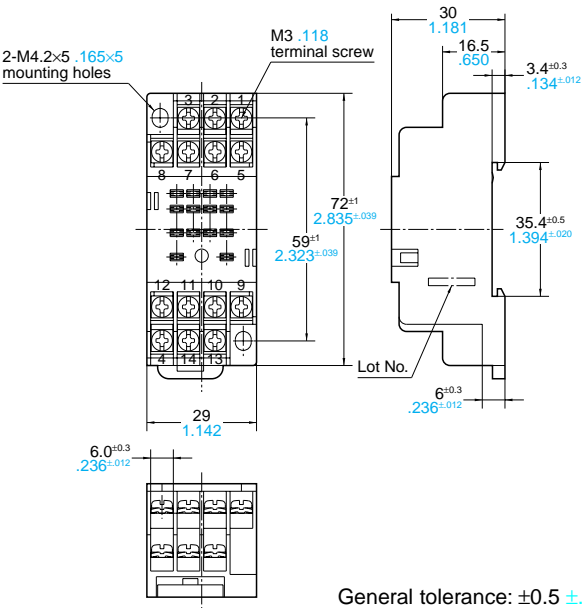 30
1.181
16.5
.650
3.4±0.3
.134±.012
M3 .118
terminal screw
2-M4.2×5 .165×5
mounting holes
3 2 1
8 7 6 5
72±1
2.835±.039
59±1
2.323±.039
35.4±0.5
1.394±.020
12 11 10 9
4 14 13
Lot No.
6±0.3
.236±.012
29
1.142
6.0±0.3
.236±.012
General tolerance: ±0.5 ±.